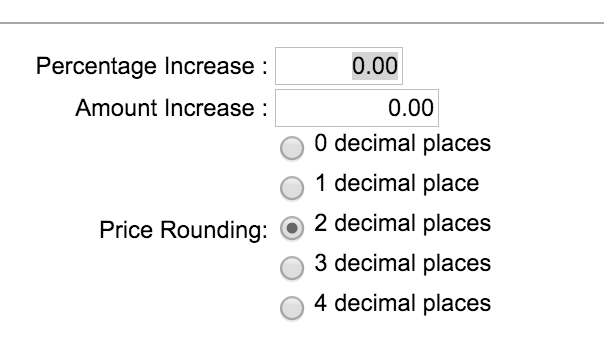 Percentage Increase : 0.00
Amount Increase : 0.00
0 decimal places
1 decimal place
Price Rounding: 2 decimal places
3 decimal places
4 decimal places